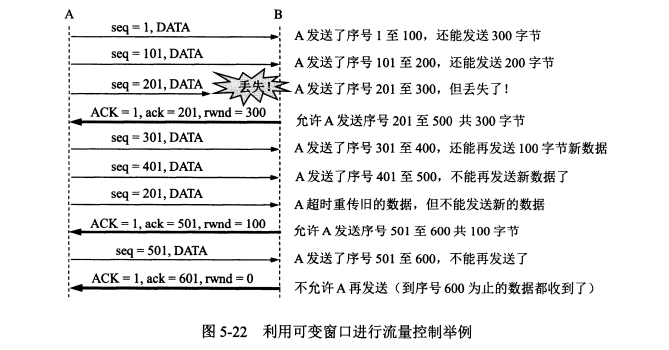 A B
seq = 1, DATA A 发送了序号 1 至 100，还能发送 300 字节
seq = 101, DATA A 发送了序号 101 至 200，还能发送 200 字节
seq = 201, DATA 丢失！ A 发送了序号 201 至 300，但丢失了！
ACK = 1, ack = 201, rwnd = 300 允许 A 发送序号 201 至 500 共 300 字节
seq = 301, DATA A 发送了序号 301 至 400，还能再发送 100 字节新数据
seq = 401, DATA A 发送了序号 401 至 500，不能再发送新数据了
seq = 201, DATA A 超时重传旧的数据，但不能发送新的数据
ACK = 1, ack = 501, rwnd = 100 允许 A 发送序号 501 至 600 共 100 字节
seq = 501, DATA A 发送了序号 501 至 600，不能再发送了
ACK = 1, ack = 601, rwnd = 0 不允许 A 再发送（到序号 600 为止的数据都收到了）
图 5-22 利用可变窗口进行流量控制举例